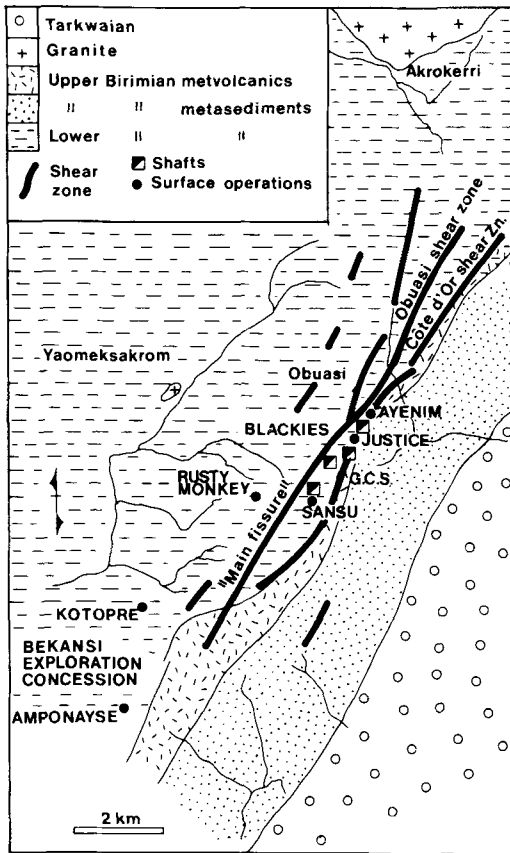 Tarkwaian
Granite
Upper Birimian metvolcanics
" " metasediments
Lower " "
Shear zone
Shafts
Surface operations
Akrokerri
Obuasi shear zone
Côte d'Or shear Zn.
Yaomeksakrom
Obuasi
BLACKIES
AYENIM
JUSTICE
G.C.S.
RUSTY
MONKEY
"Main fissure"
SANSU
KOTOPRE
BEKANSI
EXPLORATION
CONCESSION
AMPONAYSE
2 km